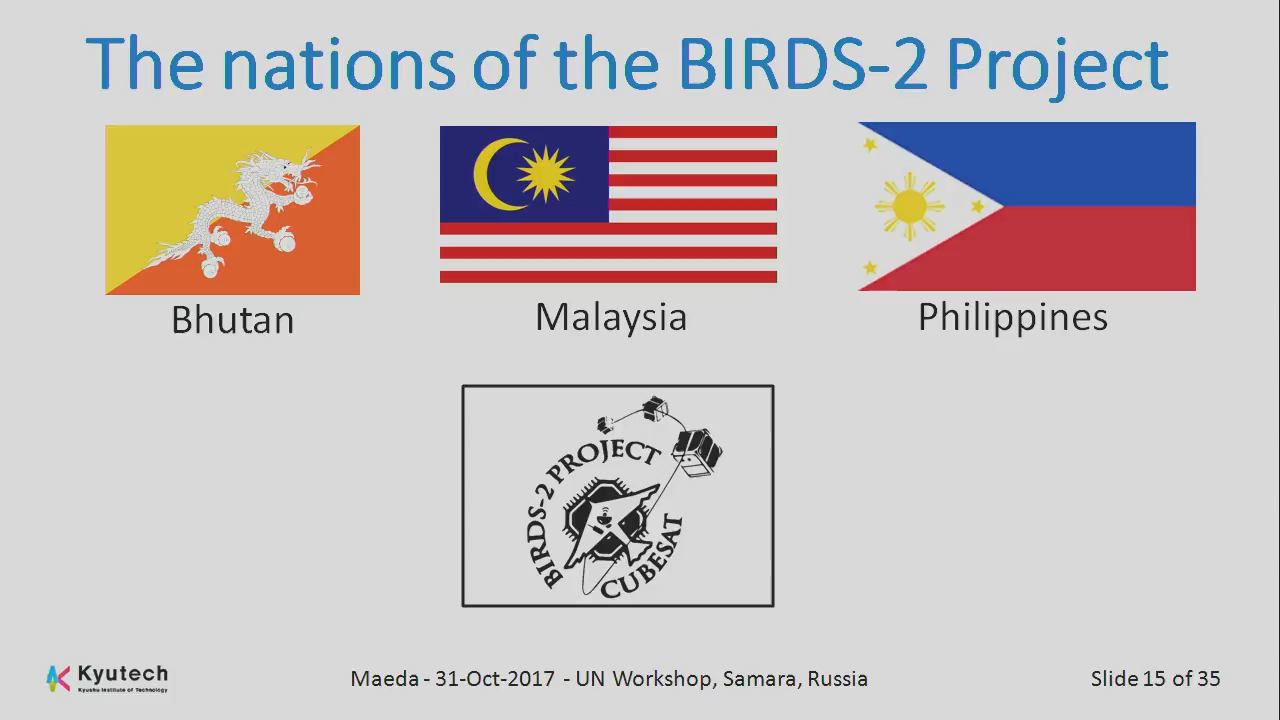 The nations of the BIRDS-2 Project
Bhutan
Malaysia
Philippines
BIRDS-2 PROJECT
CUBESAT
Kyutech
Kyushu Institute of Technology
Maeda - 31-Oct-2017 - UN Workshop, Samara, Russia
Slide 15 of 35